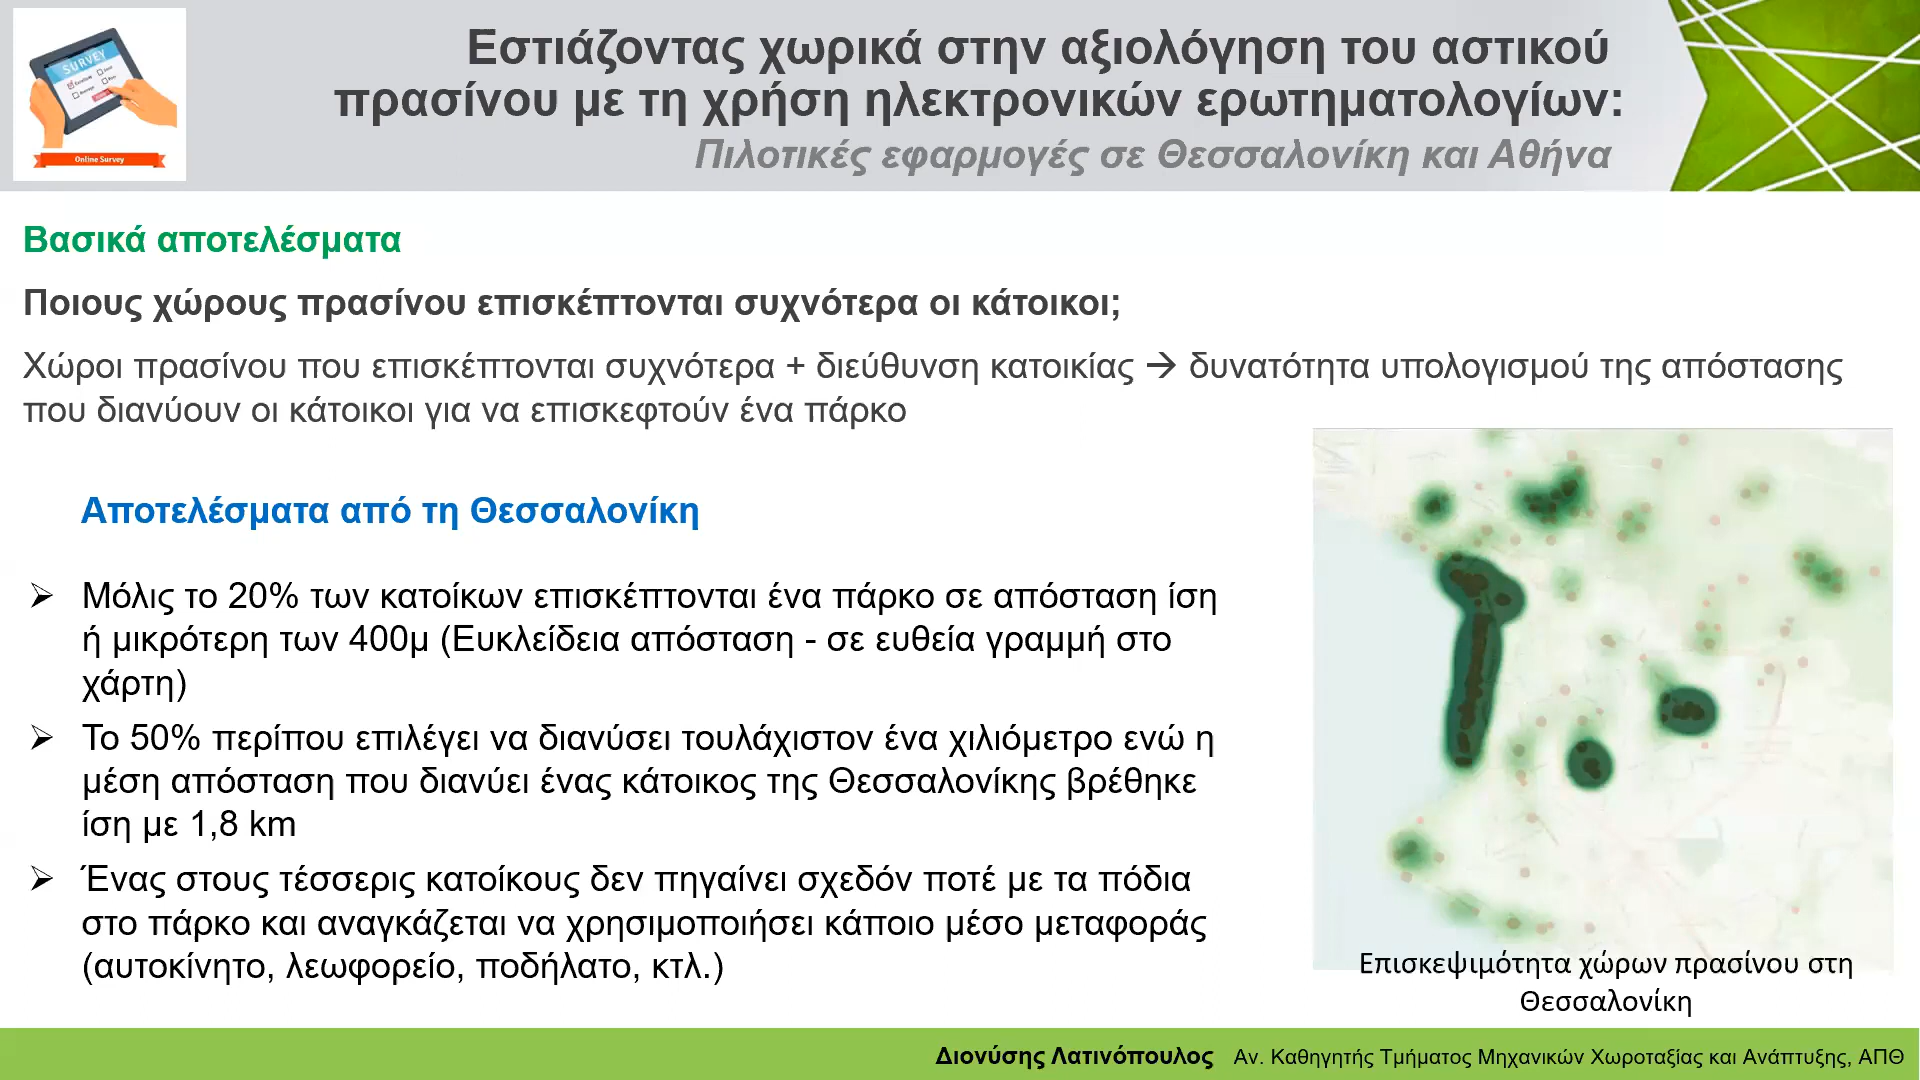 SURVEY
Online Survey
Εστιάζοντας χωρικά στην αξιολόγηση του αστικού
πρασίνου με τη χρήση ηλεκτρονικών ερωτηματολογίων:
Πιλοτικές εφαρμογές σε Θεσσαλονίκη και Αθήνα
Βασικά αποτελέσματα
Ποιους χώρους πρασίνου επισκέπτονται συχνότερα οι κάτοικοι;
Χώροι πρασίνου που επισκέπτονται συχνότερα + διεύθυνση κατοικίας → δυνατότητα υπολογισμού της απόστασης
που διανύουν οι κάτοικοι για να επισκεφτούν ένα πάρκο
Αποτελέσματα από τη Θεσσαλονίκη
➢ Μόλις το 20% των κατοίκων επισκέπτονται ένα πάρκο σε απόσταση ίση
ή μικρότερη των 400μ (Ευκλείδεια απόσταση - σε ευθεία γραμμή στο
χάρτη)
➢ Το 50% περίπου επιλέγει να διανύσει τουλάχιστον ένα χιλιόμετρο ενώ η
μέση απόσταση που διανύει ένας κάτοικος της Θεσσαλονίκης βρέθηκε
ίση με 1,8 km
➢ Ένας στους τέσσερις κατοίκους δεν πηγαίνει σχεδόν ποτέ με τα πόδια
στο πάρκο και αναγκάζεται να χρησιμοποιήσει κάποιο μέσο μεταφοράς
(αυτοκίνητο, λεωφορείο, ποδήλατο, κτλ.)
Επισκεψιμότητα χώρων πρασίνου στη
Θεσσαλονίκη
Διονύσης Λατινόπουλος Αν. Καθηγητής Τμήματος Μηχανικών Χωροταξίας και Ανάπτυξης, ΑΠΘ